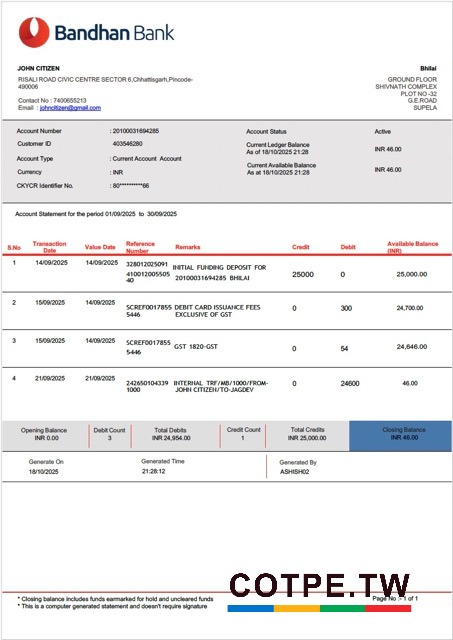 Bandhan Bank
JOHN CITIZEN
RISALI ROAD CIVIC CENTRE SECTOR 6,Chhattisgarh,Pincode-
490006
Contact No : 7400655213
Email : johncitizen@gmail.com
Bhilai
GROUND FLOOR
SHIVNATH COMPLEX
PLOT NO -32
G.E.ROAD
SUPELA
Account Number : 20100031694285
Customer ID 403546280
Account Type : Current Account Account
Currency : INR
CKYCR Identifier No. : 80**********66
Account Status Active
Current Ledger Balance
As of 18/10/2025 21:28 INR 46.00
Current Available Balance
As at 18/10/2025 21:28 INR 46.00
Account Statement for the period 01/09/2025 to 30/09/2025
S.No Transaction Date Value Date Reference Number Remarks Credit Debit Available Balance (INR)
1 14/09/2025 14/09/2025 328012025091 INITIAL FUNDING DEPOSIT FOR 25000 0 25,000.00
410012005505 20100031694285 BHILAI
40
2 15/09/2025 14/09/2025 SCREF0017855 DEBIT CARD ISSUANCE FEES 0 300 24,700.00
5446 EXCLUSIVE OF GST
3 15/09/2025 14/09/2025 SCREF0017855 GST 1820-GST 0 54 24,646.00
5446
4 21/09/2025 21/09/2025 242650104339 INTERNAL TRF/MB/1000/FROM- 0 24600 46.00
1000 JOHN CITIZEN/TO-JAGDEV
Opening Balance Debit Count Total Debits Credit Count Total Credits Closing Balance
INR 0.00 3 INR 24,954.00 1 INR 25,000.00 INR 46.00
Generate On Generated Time Generated By
18/10/2025 21:28:12 ASHISH02
COTPE.TW
* Closing balance includes funds earmarked for hold and uncleared funds
* This is a computer generated statement and doesn't require signature
Page No :- 1 of 1